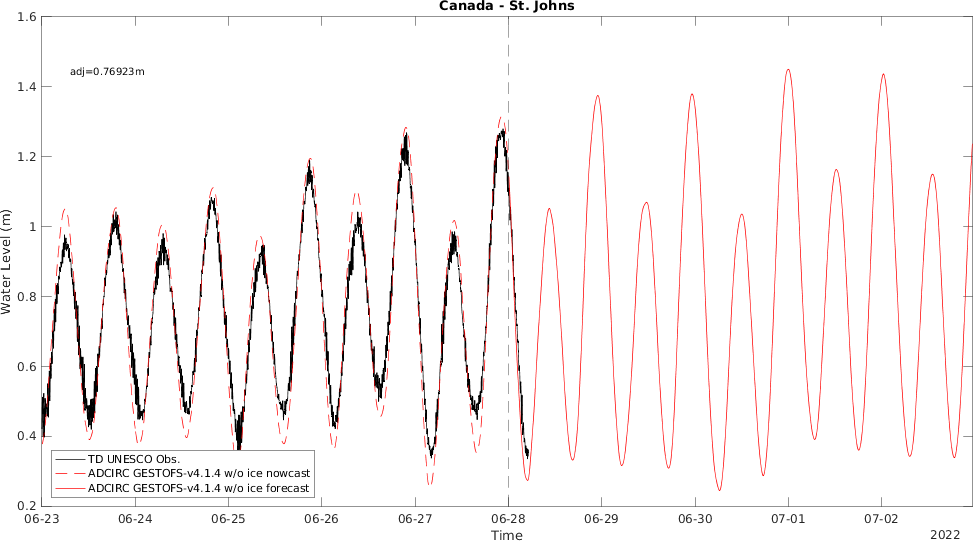 Canada - St. Johns
1.6
1.4
1.2
1
0.8
0.6
0.4
0.2
Water Level (m)
adj=0.76923m
TD UNESCO Obs.
ADCIRC GESTOFS-v4.1.4 w/o ice nowcast
ADCIRC GESTOFS-v4.1.4 w/o ice forecast
06-23 06-24 06-25 06-26 06-27 06-28 06-29 06-30 07-01 07-02
Time
2022